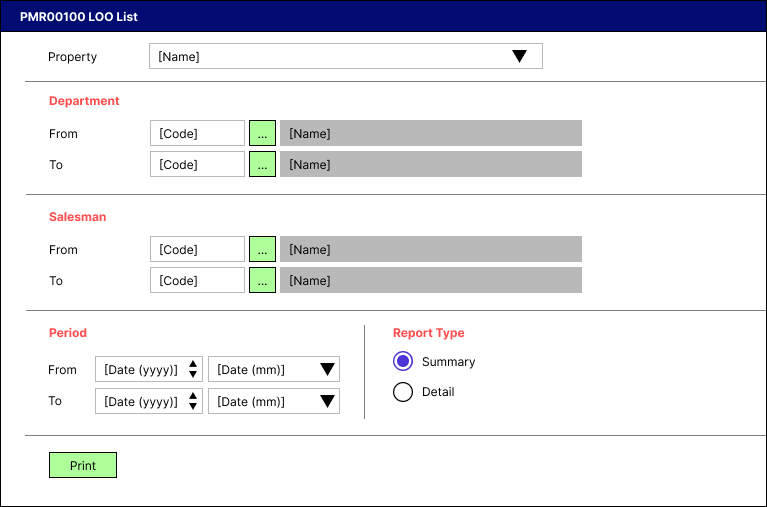 PMR00100 LOO List
Property [Name]
Department
From [Code] ... [Name]
To [Code] ... [Name]
Salesman
From [Code] ... [Name]
To [Code] ... [Name]
Period
From [Date (yyyy)] [Date (mm)]
To [Date (yyyy)] [Date (mm)]
Report Type
Summary
Detail
Print